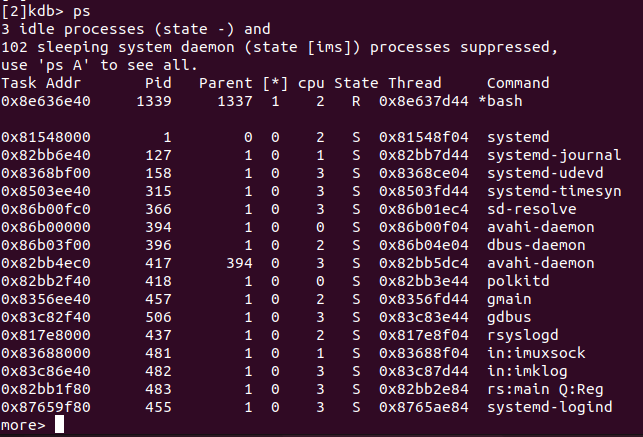 [2]kdb> ps
3 idle processes (state -) and
102 sleeping system daemon (state [ims]) processes suppressed,
use 'ps A' to see all.
Task Addr       Pid   Parent [*] cpu State Thread     Command
0x8e636e40     1339     1337  1    2   R  0x8e637d44 *bash

0x81548000        1        0  0    2   S  0x81548f04  systemd
0x82bb6e40      127        1  0    1   S  0x82bb7d44  systemd-journal
0x8368bf00      158        1  0    3   S  0x8368ce04  systemd-udevd
0x8503ee40      315        1  0    3   S  0x8503fd44  systemd-timesyn
0x86b00fc0      366        1  0    3   S  0x86b01ec4  sd-resolve
0x86b00000      394        1  0    0   S  0x86b00f04  avahi-daemon
0x86b03f00      396        1  0    2   S  0x86b04e04  dbus-daemon
0x82bb4ec0      417      394  0    3   S  0x82bb5dc4  avahi-daemon
0x82bb2f40      418        1  0    0   S  0x82bb3e44  polkitd
0x8356ee40      457        1  0    2   S  0x8356fd44  gmain
0x83c82f40      506        1  0    3   S  0x83c83e44  gdbus
0x817e8000      437        1  0    2   S  0x817e8f04  rsyslogd
0x83688000      481        1  0    1   S  0x83688f04  in:imuxsock
0x83c86e40      482        1  0    3   S  0x83c87d44  in:imklog
0x82bb1f80      483        1  0    3   S  0x82bb2e84  rs:main Q:Reg
0x87659f80      455        1  0    3   S  0x8765ae84  systemd-logind
more>